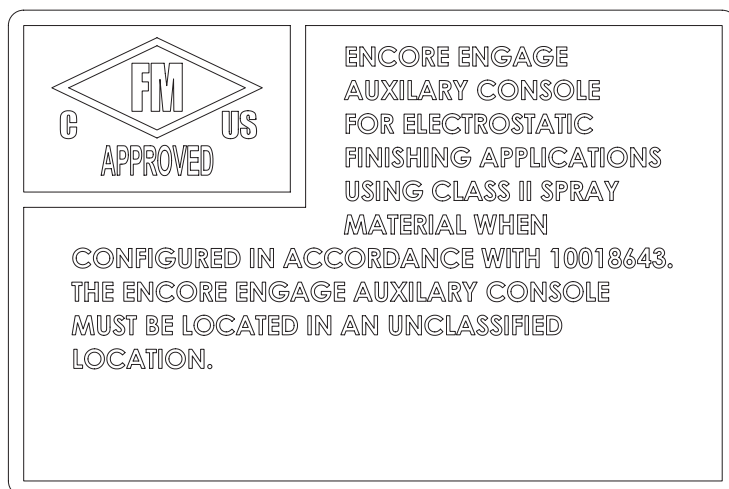 FM
C US
APPROVED
ENCORE ENGAGE
AUXILARY CONSOLE
FOR ELECTROSTATIC
FINISHING APPLICATIONS
USING CLASS II SPRAY
MATERIAL WHEN
CONFIGURED IN ACCORDANCE WITH 10018643.
THE ENCORE ENGAGE AUXILARY CONSOLE
MUST BE LOCATED IN AN UNCLASSIFIED
LOCATION.